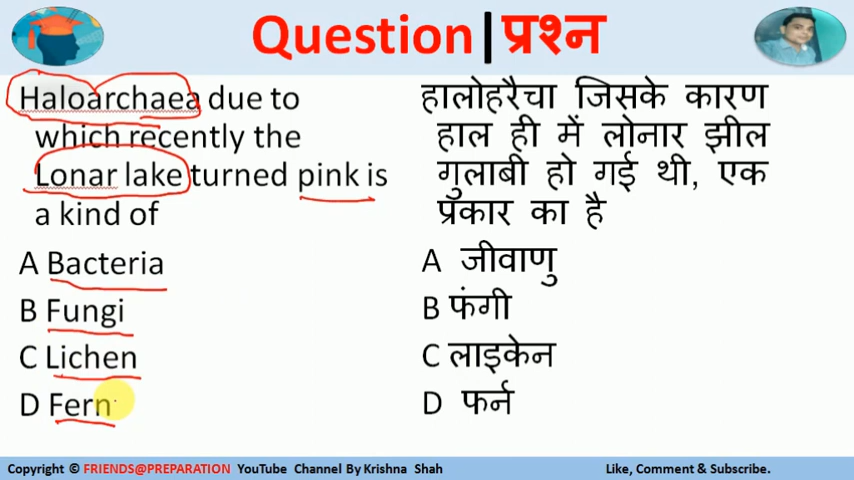 Question|प्रश्न
Haloarchaea due to
which recently the
Lonar lake turned pink is
a kind of
A Bacteria
B Fungi
C Lichen
D Fern
हालोहरैचा जिसके कारण
हाल ही में लोनार झील
गुलाबी हो गई थी, एक
प्रकार का है
A जीवाणु
B फंगी
C लाइकेन
D फर्न
Copyright © FRIENDS@PREPARATION YouTube Channel By Krishna Shah
Like, Comment & Subscribe.